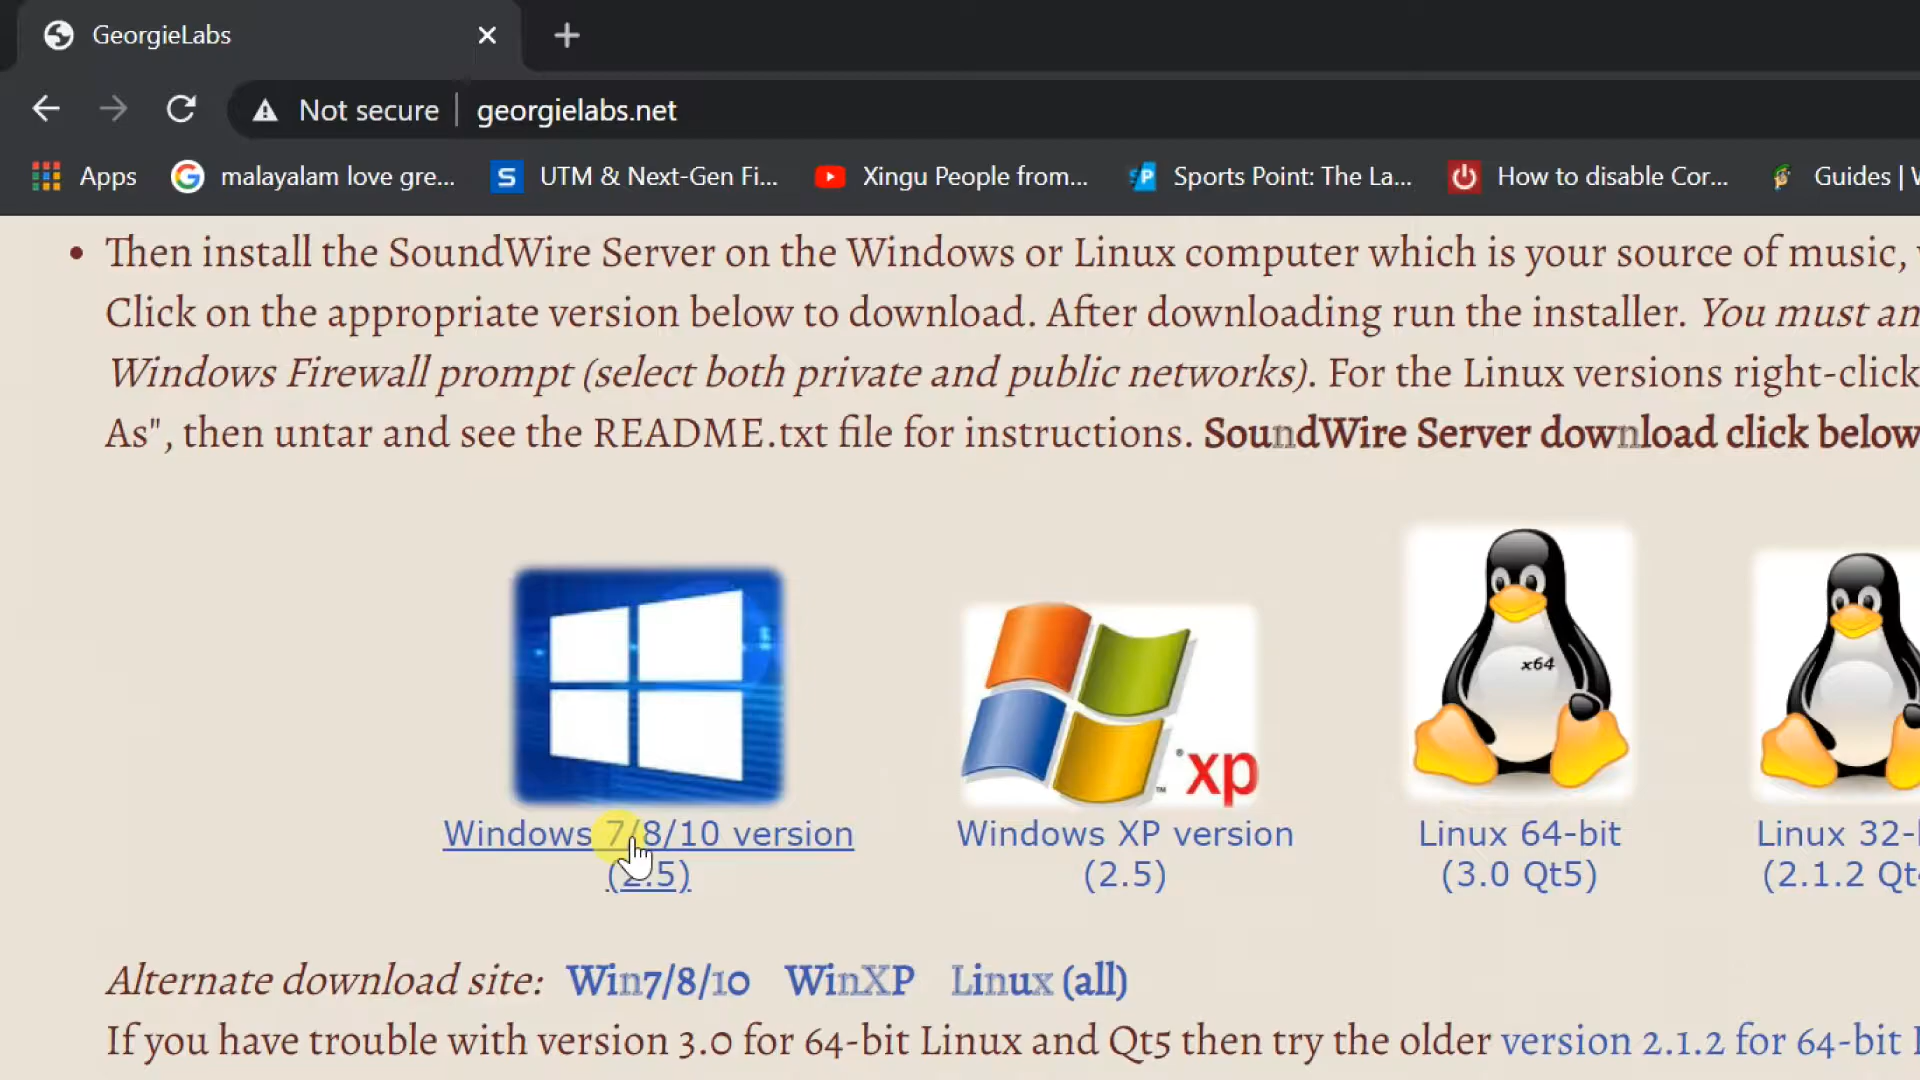 GeorgieLabs
Not secure georgielabs.net
Apps malayalam love gre... UTM & Next-Gen Fi... Xingu People from... Sports Point: The La... How to disable Cor... Guides |
Then install the SoundWire Server on the Windows or Linux computer which is your source of music,
Click on the appropriate version below to download. After downloading run the installer. You must an
Windows Firewall prompt (select both private and public networks). For the Linux versions right-click
As", then untar and see the README.txt file for instructions. SoundWire Server download click below
x64
xp
Windows 7/8/10 version
(2.5)
Windows XP version
(2.5)
Linux 64-bit
(3.0 Qt5)
Linux 32-
(2.1.2 Qt
Alternate download site: Win7/8/10 WinXP Linux (all)
If you have trouble with version 3.0 for 64-bit Linux and Qt5 then try the older version 2.1.2 for 64-bit